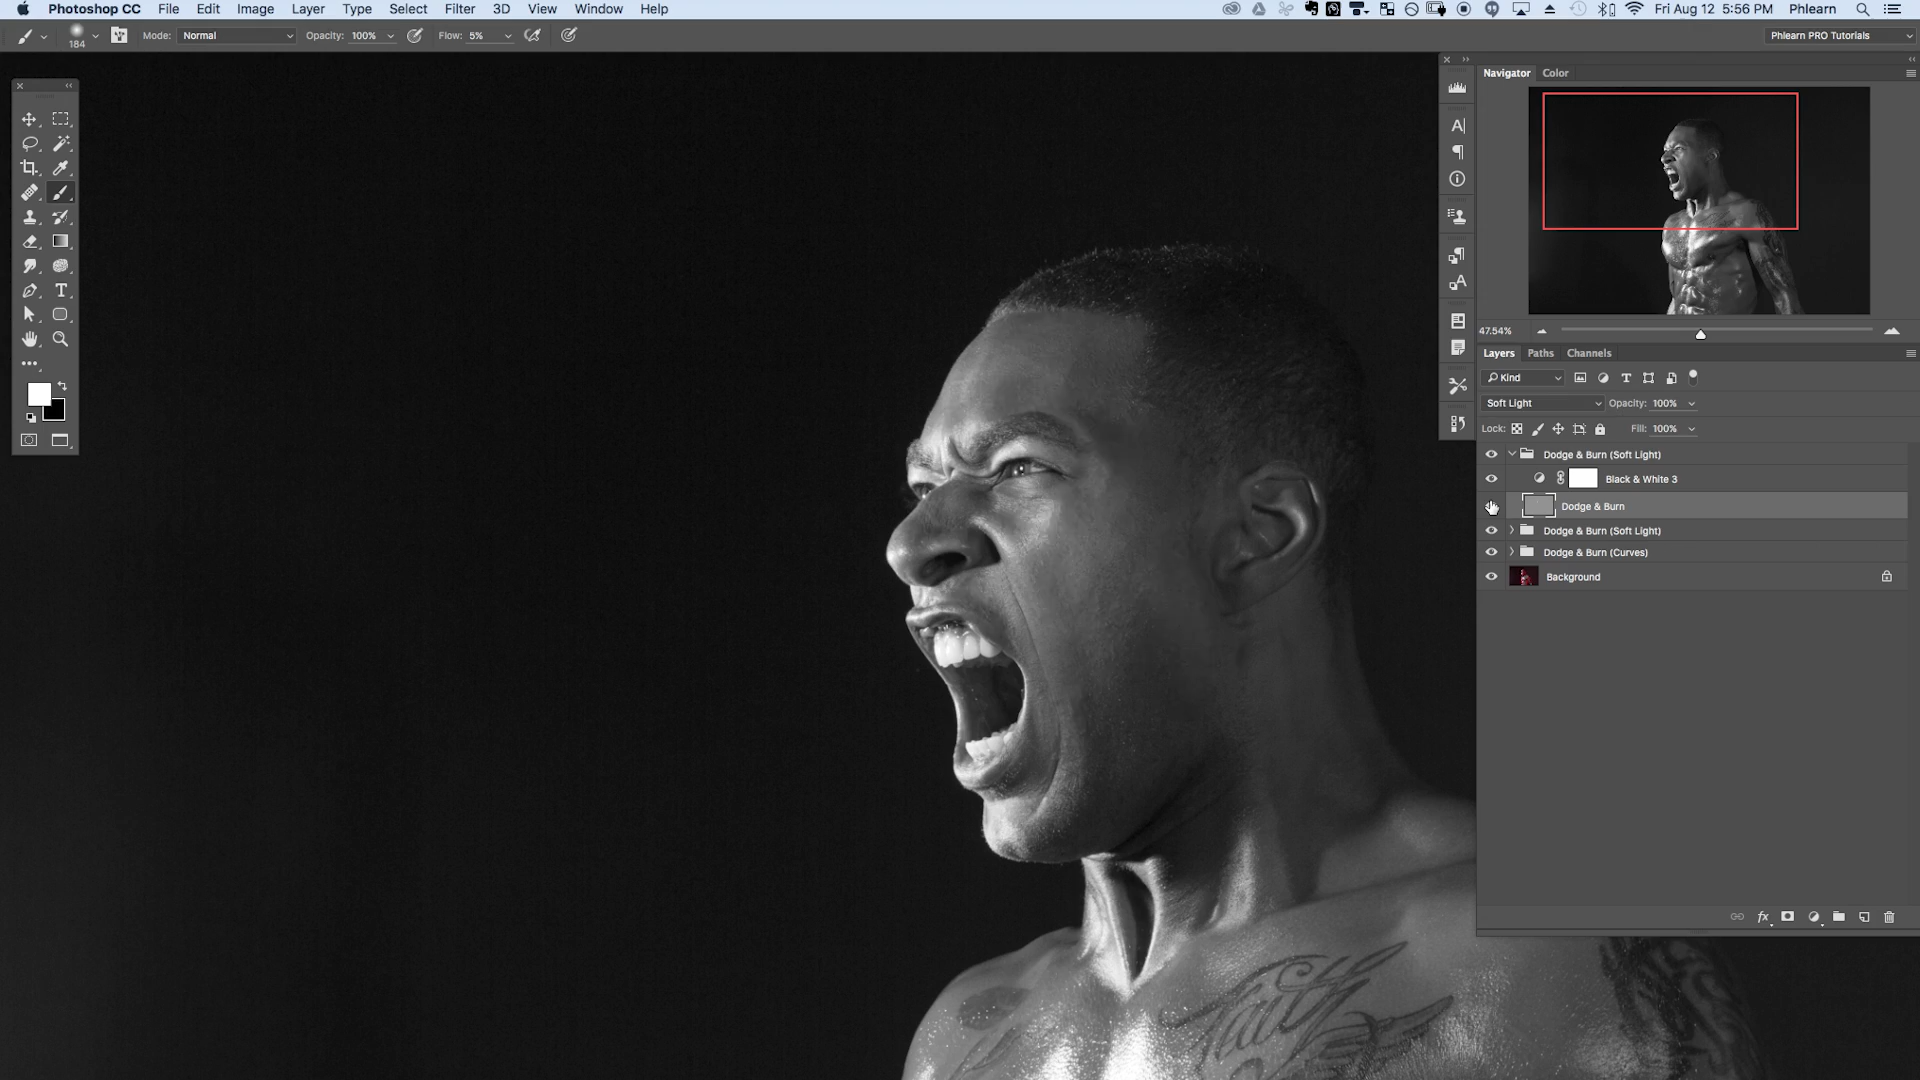 Photoshop CC File Edit Image Layer Type Select Filter 3D View Window Help Fri Aug 12 5:56 PM Phlearn
184 Mode: Normal Opacity: 100% Flow: 5% Phlearn PRO Tutorials
Navigator Color
47.54%
Layers Paths Channels
Kind
Soft Light Opacity: 100%
Lock: Fill: 100%
Dodge & Burn (Soft Light)
Black & White 3
Dodge & Burn
Dodge & Burn (Soft Light)
Dodge & Burn (Curves)
Background
Faith